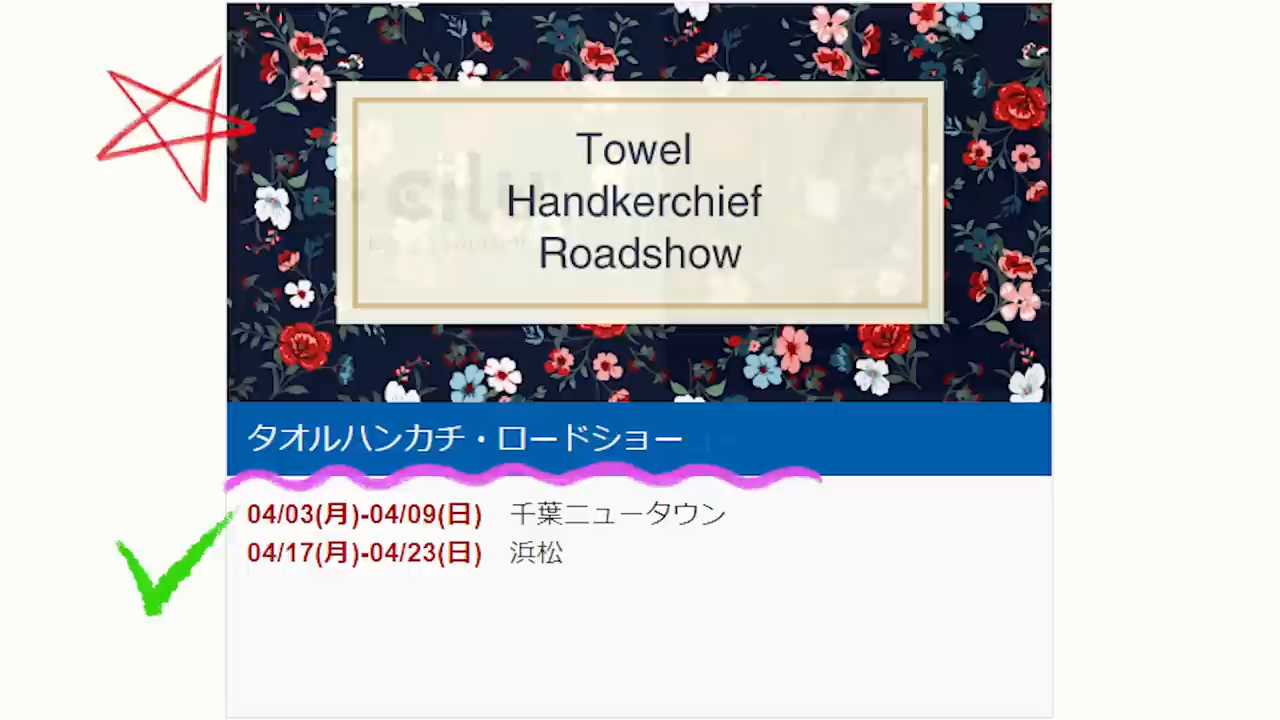 Towel
Handkerchief
Roadshow
タオルハンカチ・ロードショー
04/03(月)-04/09(日) 千葉ニュータウン
04/17(月)-04/23(日) 浜松